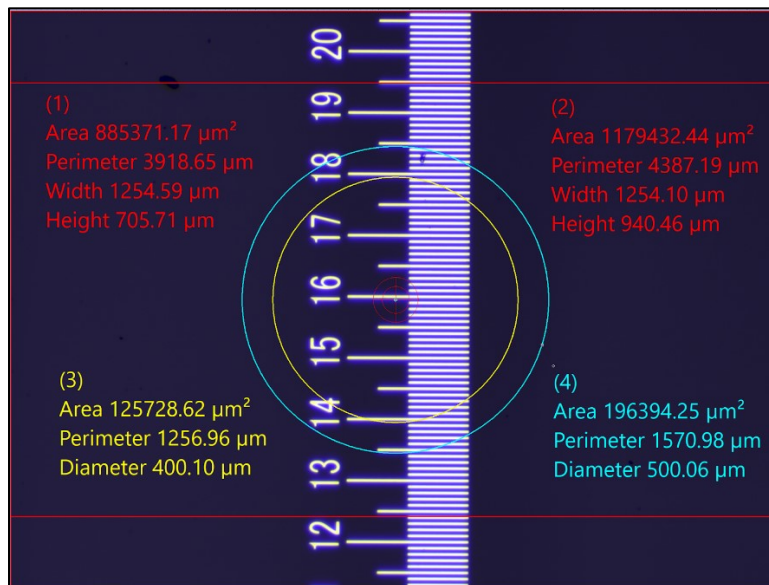 20
(1)
Area 885371.17 µm²
Perimeter 3918.65 µm
Width 1254.59 µm
Height 705.71 µm
19
(2)
Area 1179432.44 µm²
Perimeter 4387.19 µm
Width 1254.10 µm
Height 940.46 µm
18
17
16
15
(3)
Area 125728.62 µm²
Perimeter 1256.96 µm
Diameter 400.10 µm
14
(4)
Area 196394.25 µm²
Perimeter 1570.98 µm
Diameter 500.06 µm
13
12